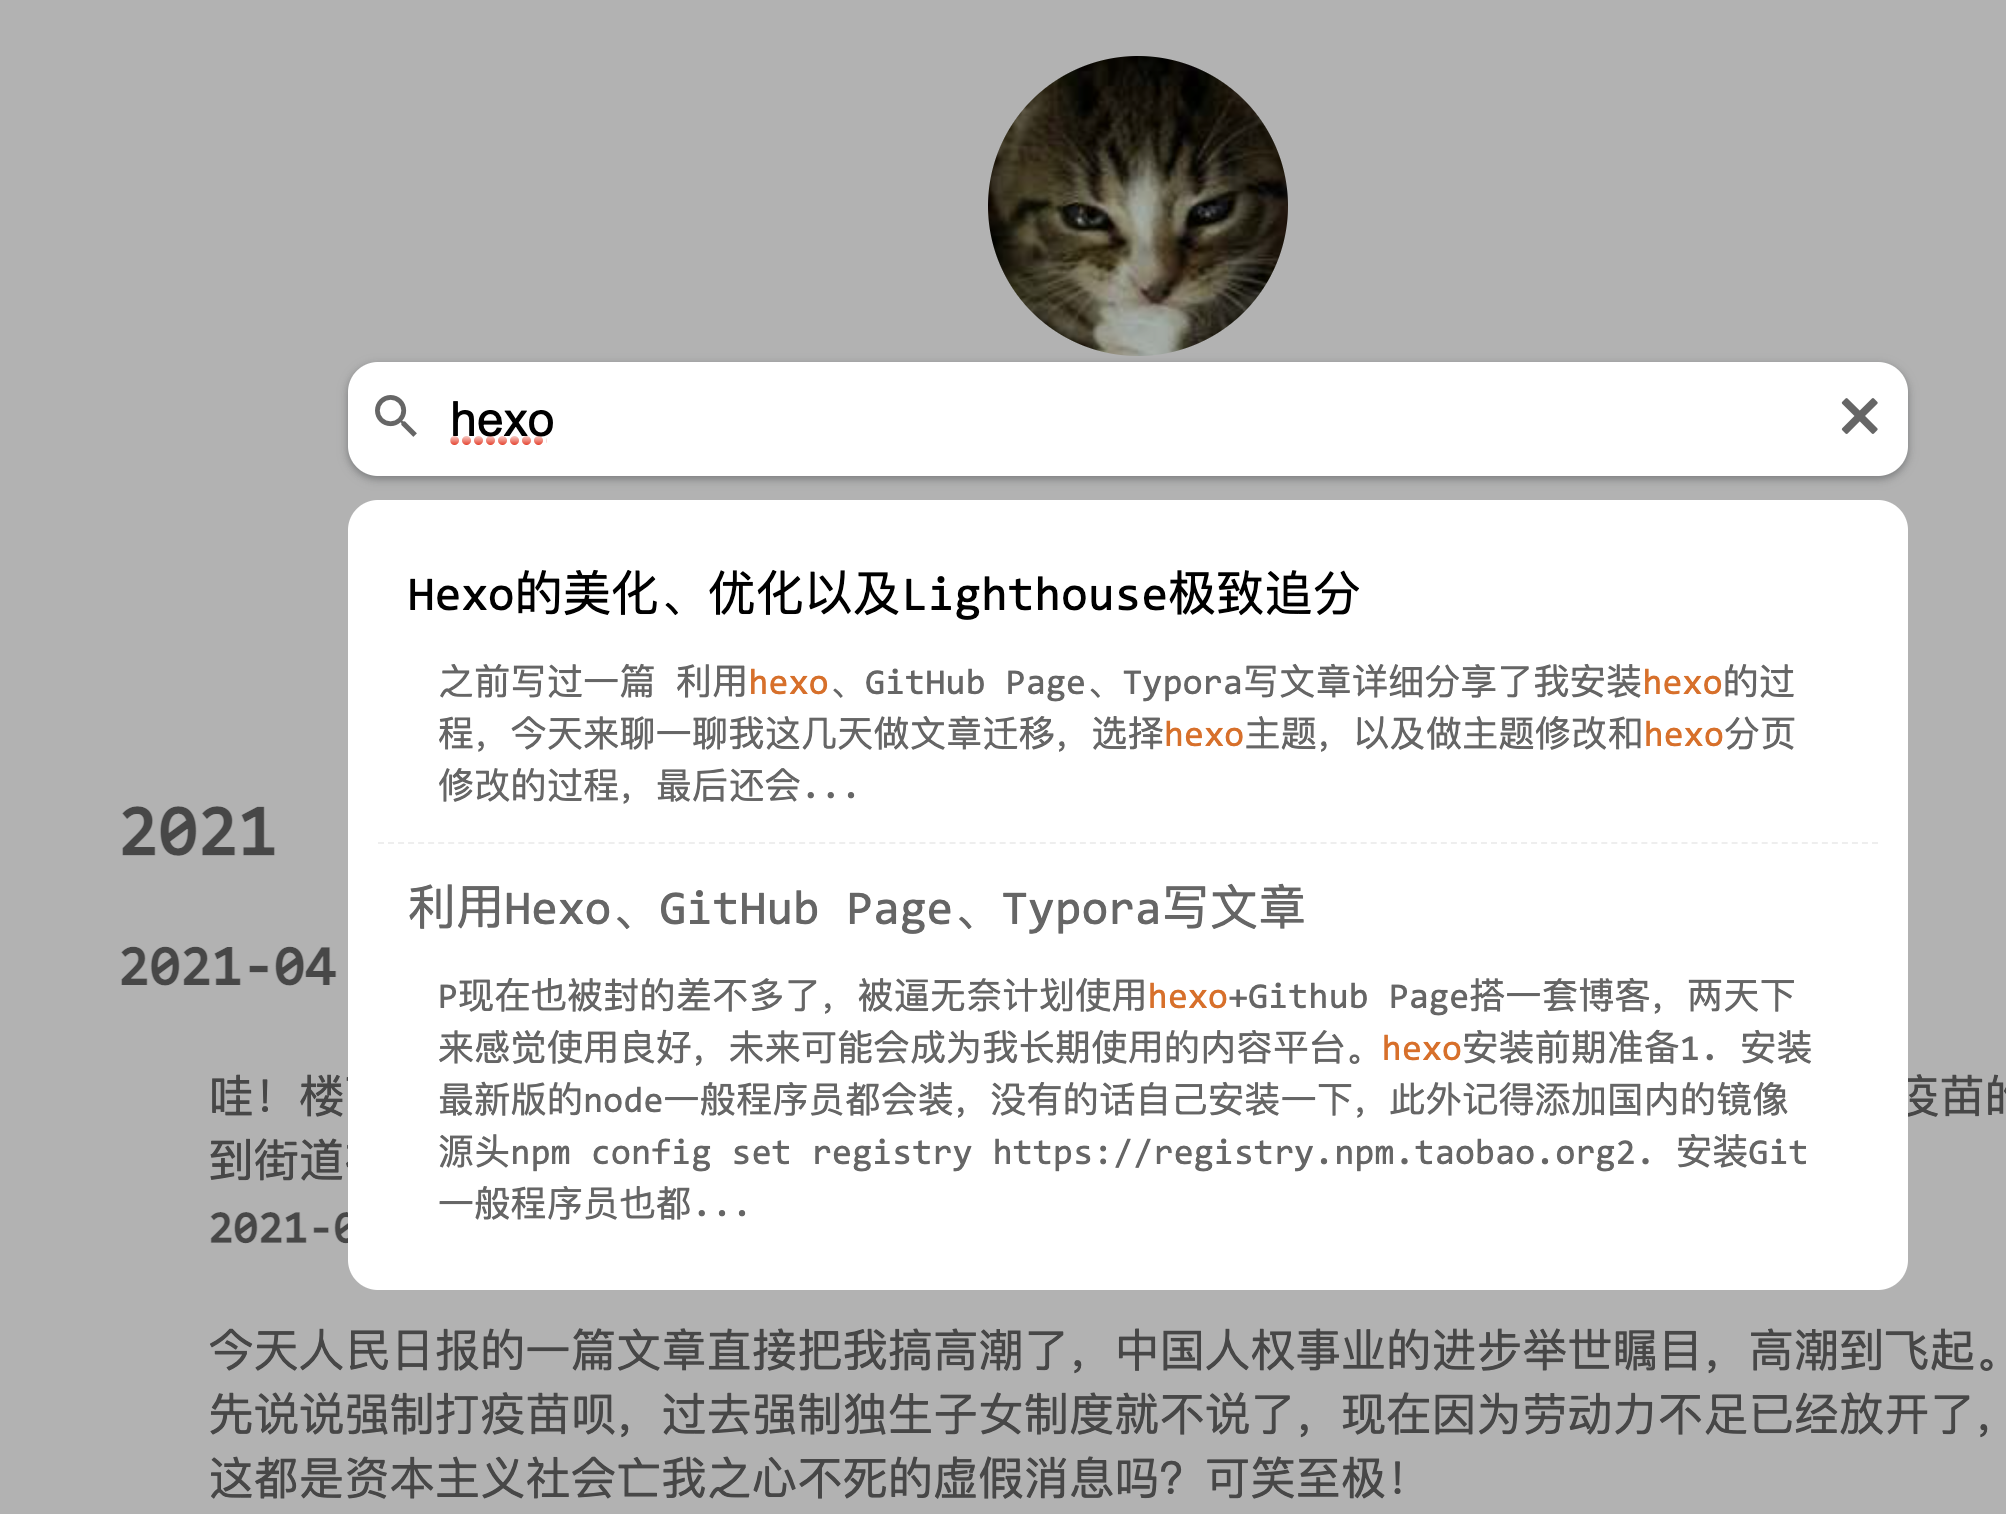 hexo
Hexo的美化、优化以及Lighthouse极致追分
之前写过一篇 利用hexo、GitHub Page、Typora写文章详细分享了我安装hexo的过
程，今天来聊一聊我这几天做文章迁移，选择hexo主题，以及做主题修改和hexo分页
修改的过程，最后还会...
利用Hexo、GitHub Page、Typora写文章
P现在也被封的差不多了，被逼无奈计划使用hexo+Github Page搭一套博客，两天下
来感觉使用良好，未来可能会成为我长期使用的内容平台。hexo安装前期准备1. 安装
最新版的node一般程序员都会装，没有的话自己安装一下，此外记得添加国内的镜像
源头npm config set registry https://registry.npm.taobao.org2. 安装Git
一般程序员也都...
2021
2021-04
哇！楼 疫苗的
到街道
2021-0
今天人民日报的一篇文章直接把我搞高潮了，中国人权事业的进步举世瞩目，高潮到飞起。
先说说强制打疫苗呗，过去强制独生子女制度就不说了，现在因为劳动力不足已经放开了，
这都是资本主义社会亡我之心不死的虚假消息吗？可笑至极！